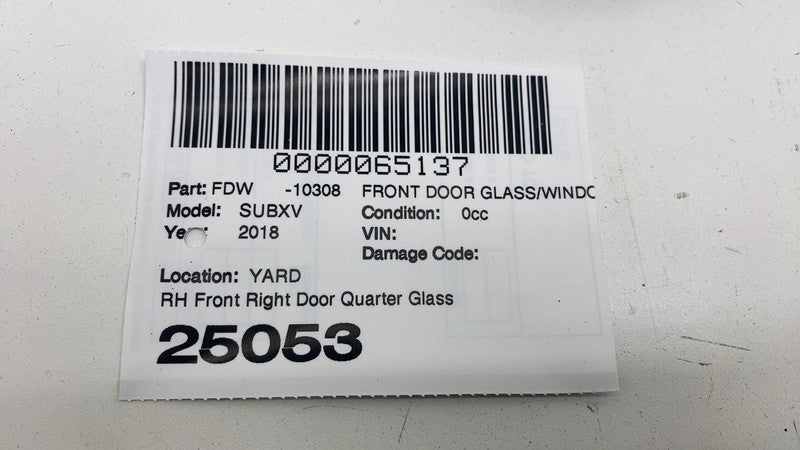 0000065137
Part: FDW -10308 FRONT DOOR GLASS/WINDO
Model: SUBXV Condition: 0cc
Year: 2018 VIN:
Damage Code:
Location: YARD
RH Front Right Door Quarter Glass
25053